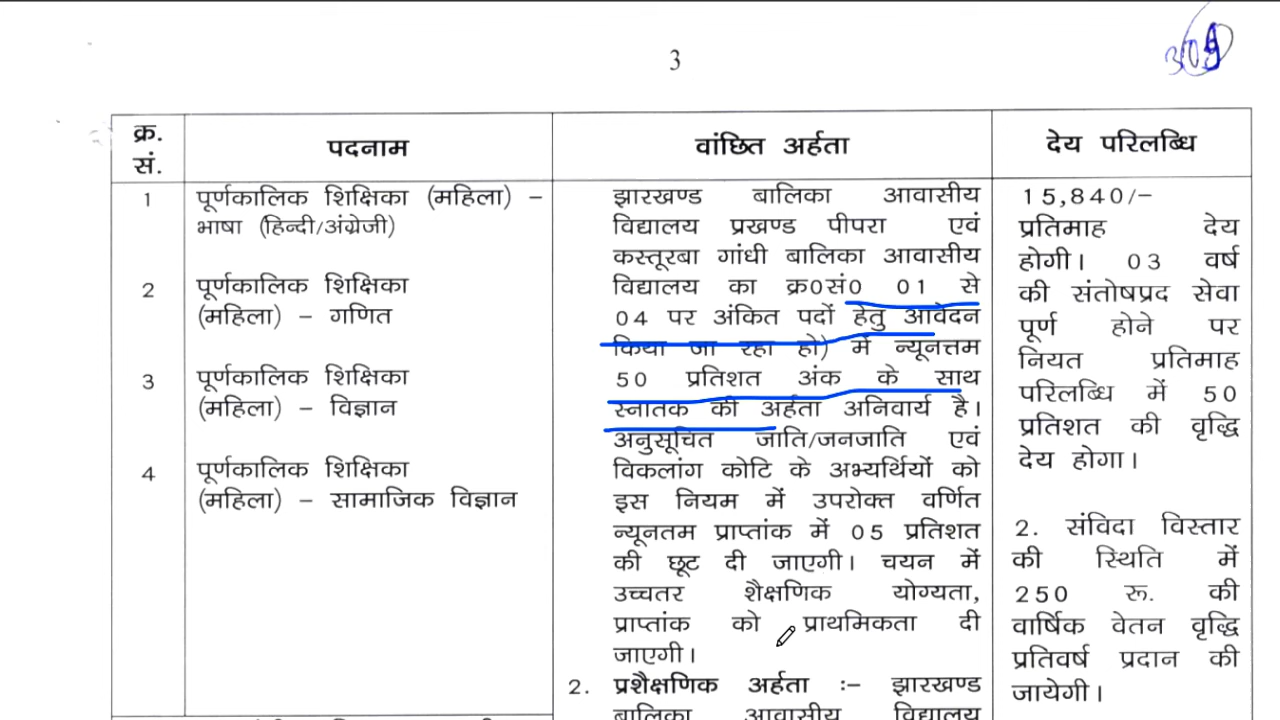 3
309
क्र. सं.
पदनाम
वांछित अर्हता
देय परिलब्धि
1
पूर्णकालिक शिक्षिका (महिला) –
भाषा (हिन्दी/अंग्रेजी)
2
पूर्णकालिक शिक्षिका
(महिला) – गणित
3
पूर्णकालिक शिक्षिका
(महिला) – विज्ञान
4
पूर्णकालिक शिक्षिका
(महिला) – सामाजिक विज्ञान
झारखण्ड बालिका आवासीय
विद्यालय प्रखण्ड पीपरा एवं
कस्तूरबा गांधी बालिका आवासीय
विद्यालय का क्र0सं0 01 से
04 पर अंकित पदों हेतु आवेदन
किया जा रहा हो) में न्यूनत्तम
50 प्रतिशत अंक के साथ
स्नातक की अर्हता अनिवार्य है।
अनुसूचित जाति/जनजाति एवं
विकलांग कोटि के अभ्यर्थियों को
इस नियम में उपरोक्त वर्णित
न्यूनतम प्राप्तांक में 05 प्रतिशत
की छूट दी जाएगी। चयन में
उच्चतर शैक्षणिक योग्यता,
प्राप्तांक को प्राथमिकता दी
जाएगी।
2. प्रशैक्षणिक अर्हता :– झारखण्ड
बालिका आवासीय विद्यालय
15,840/–
प्रतिमाह देय
होगी। 03 वर्ष
की संतोषप्रद सेवा
पूर्ण होने पर
नियत प्रतिमाह
परिलब्धि में 50
प्रतिशत की वृद्धि
देय होगा।
2. संविदा विस्तार
की स्थिति में
250 रू. की
वार्षिक वेतन वृद्धि
प्रतिवर्ष प्रदान की
जायेगी।